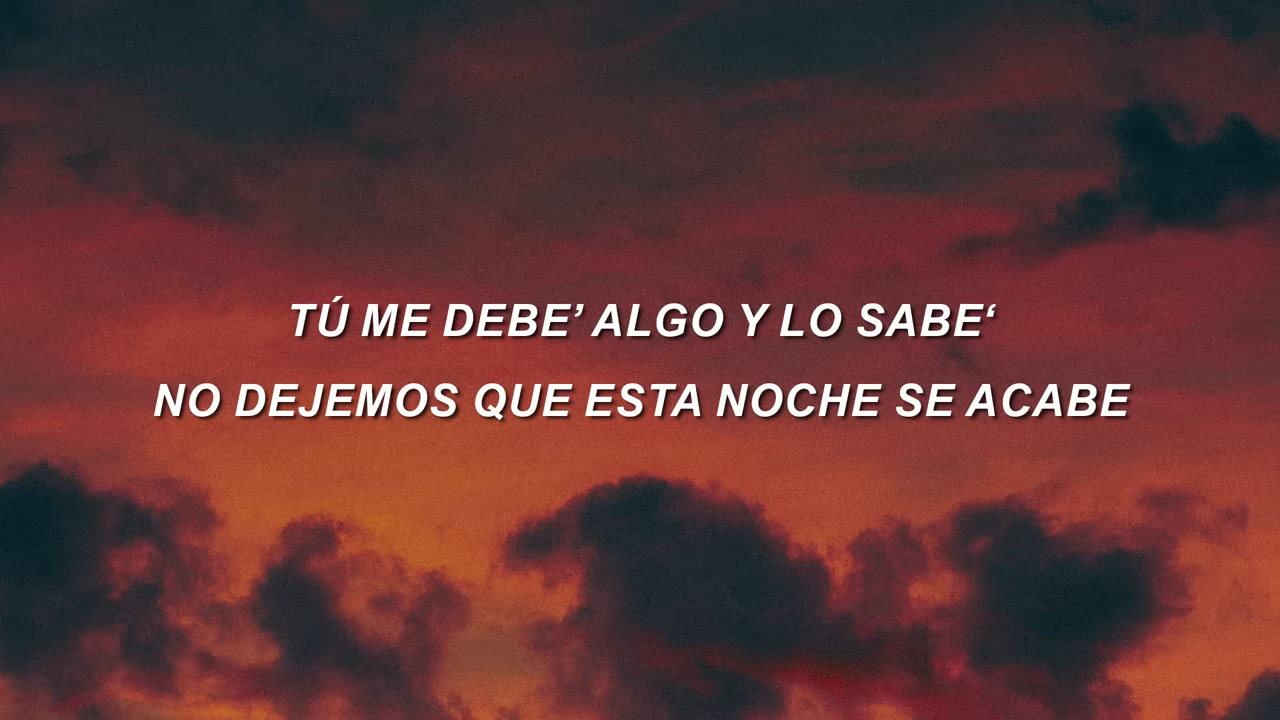 TÚ ME DEBE’ ALGO Y LO SABE‘
NO DEJEMOS QUE ESTA NOCHE SE ACABE